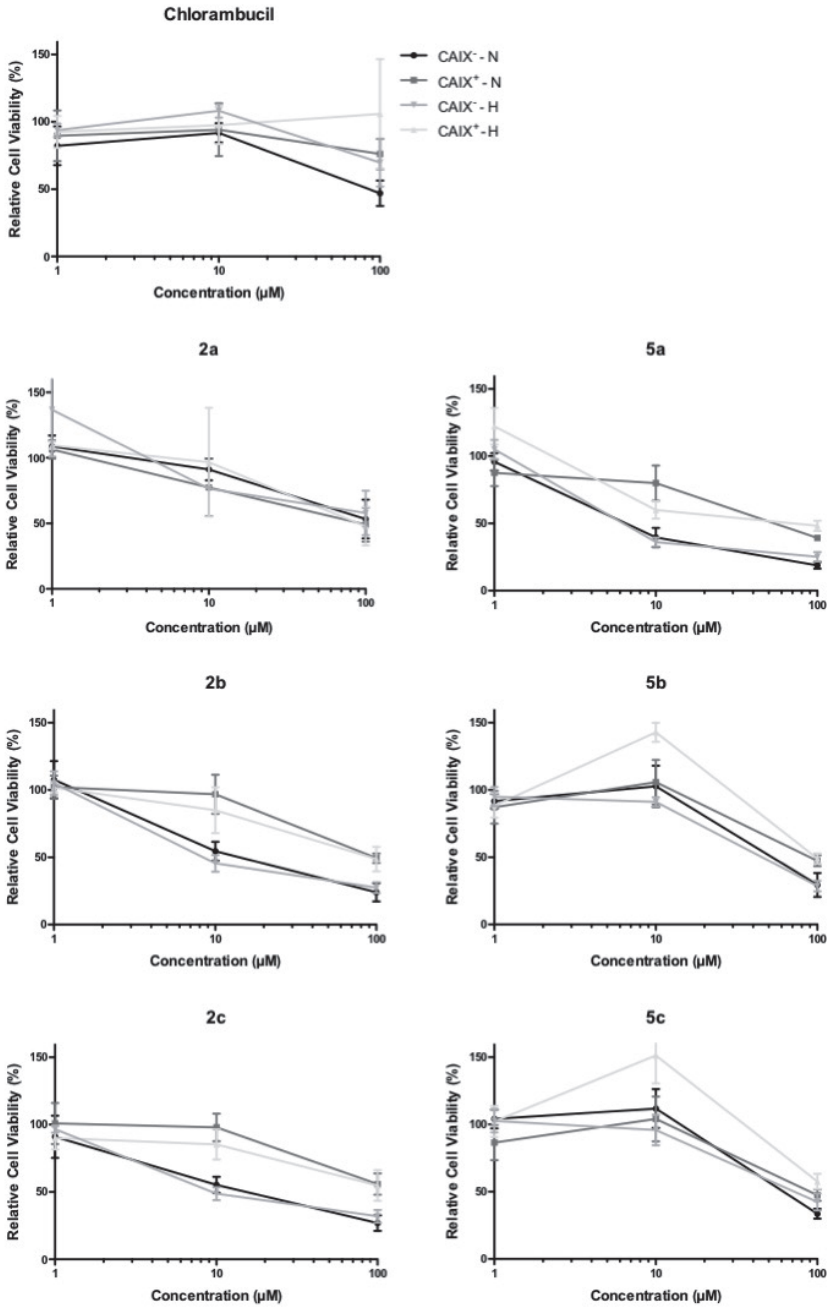 Chlorambucil
Relative Cell Viability (%)
150
100
50
0
1
10
100
Concentration (µM)
CAIX⁻- N
CAIX⁺- N
CAIX⁻- H
CAIX⁺- H
2a
Relative Cell Viability (%)
150
100
50
0
1
10
100
Concentration (µM)
5a
Relative Cell Viability (%)
150
100
50
0
1
10
100
Concentration (µM)
2b
Relative Cell Viability (%)
150
100
50
0
1
10
100
Concentration (µM)
5b
Relative Cell Viability (%)
150
100
50
0
1
10
100
Concentration (µM)
2c
Relative Cell Viability (%)
150
100
50
0
1
10
100
Concentration (µM)
5c
Relative Cell Viability (%)
150
100
50
0
1
10
100
Concentration (µM)